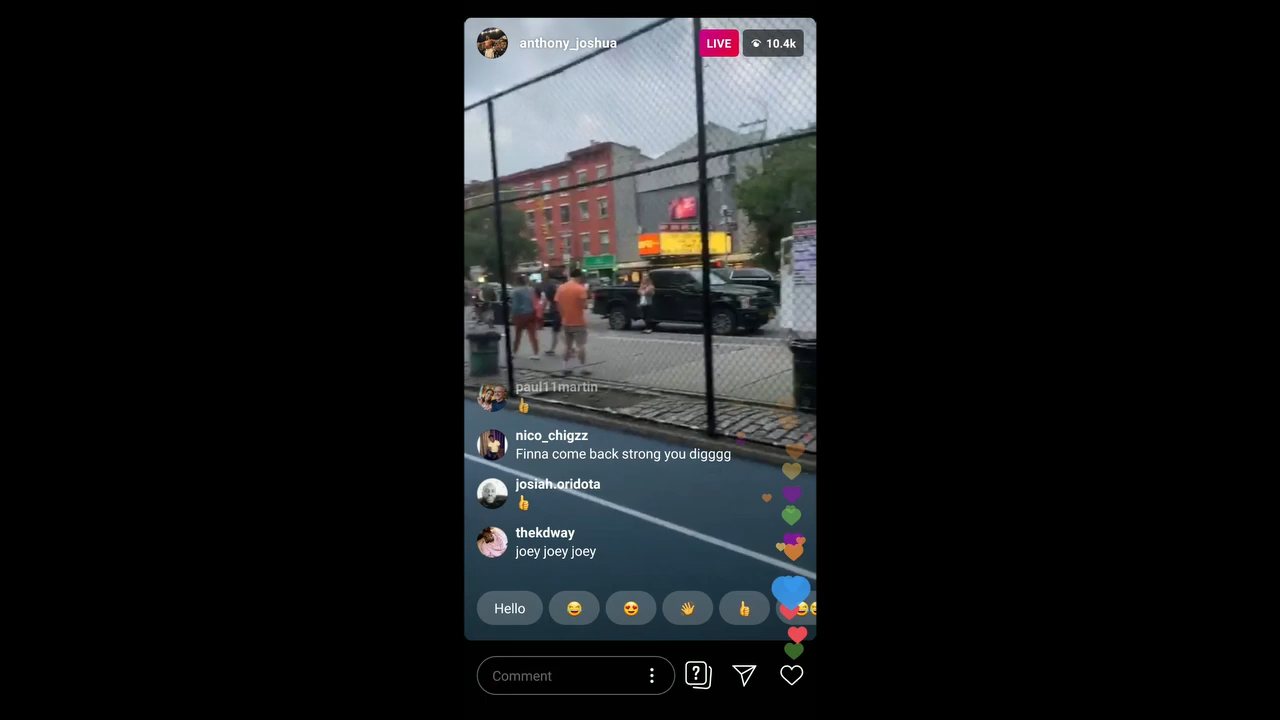 anthony_joshua
LIVE
10.4k
paul11martin
nico_chigzz
Finna come back strong you digggg
josiah.oridota
thekdway
joey joey joey
Hello
Comment